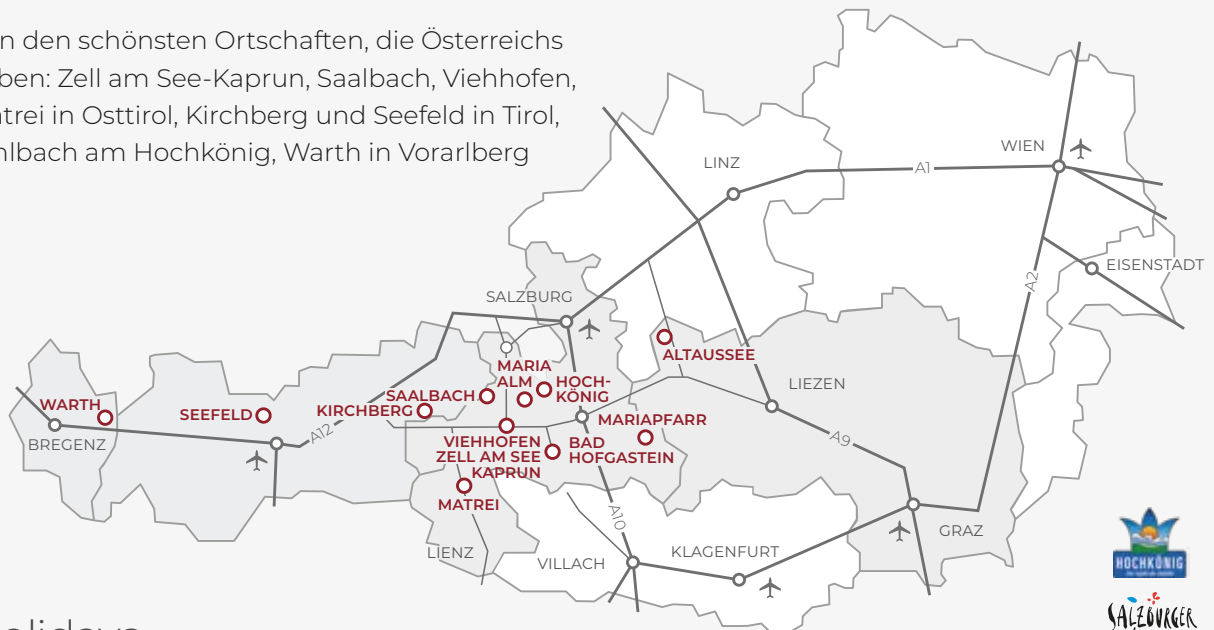 n den schönsten Ortschaften, die Österreichs
ben: Zell am See-Kaprun, Saalbach, Viehhofen,
trei in Osttirol, Kirchberg und Seefeld in Tirol,
hlbach am Hochkönig, Warth in Vorarlberg
WIEN
LINZ
A1
EISENSTADT
A2
SALZBURG
ALTAUSSEE
MARIA
ALM
HOCH-
KÖNIG
LIEZEN
SAALBACH
KIRCHBERG
WARTH
SEEFELD
MARIAPFARR
A12
BREGENZ
A9
VIEHHOFEN
ZELL AM SEE
KAPRUN
BAD
HOFGASTEIN
MATREI
A10
GRAZ
LIENZ
VILLACH
KLAGENFURT
HOCHKÖNIG
SALZBURGER
olidays